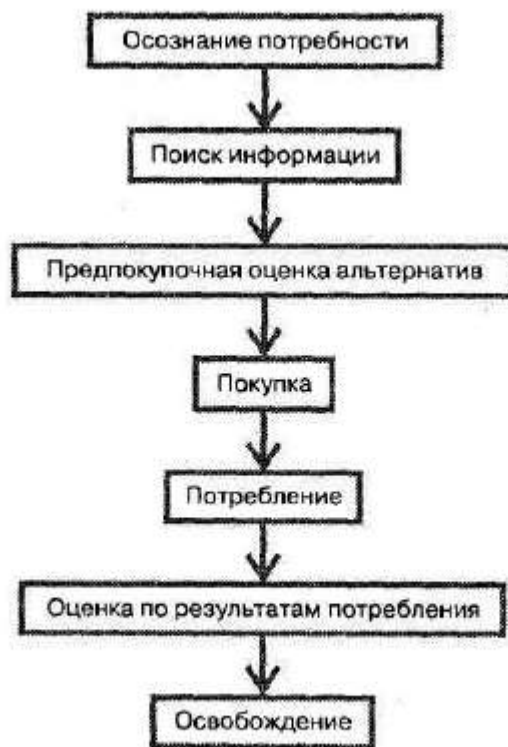 Осознание потребности
Поиск информации
Предпокупочная оценка альтернатив
Покупка
Потребление
Оценка по результатам потребления
Освобождение